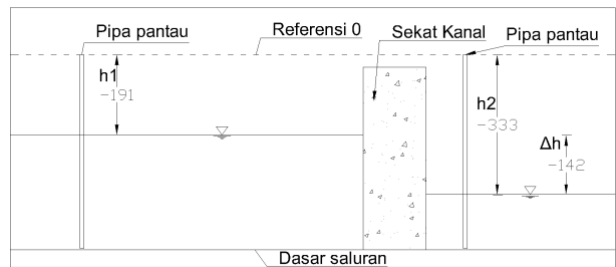 Pipa pantau
Referensi 0
Sekat Kanal
Pipa pantau
h1
-191
h2
-333
Δh
-142
Dasar saluran